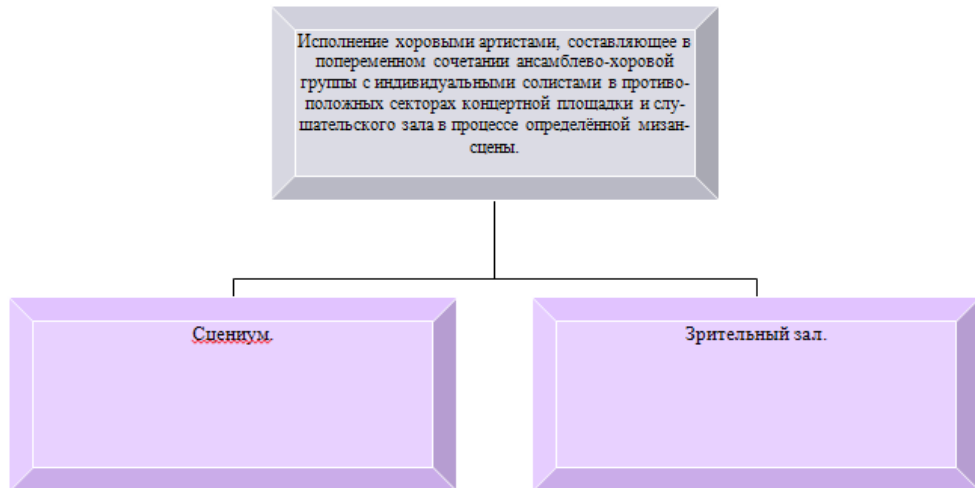 Исполнение хоровыми артистами, составляющее в
попеременном сочетании ансамблево-хоровой
группы с индивидуальными солистами в противо-
положных секторах концертной площадки и слу-
шательского зала в процессе определённой мизан-
сцены.
Сцениум.
Зрительный зал.